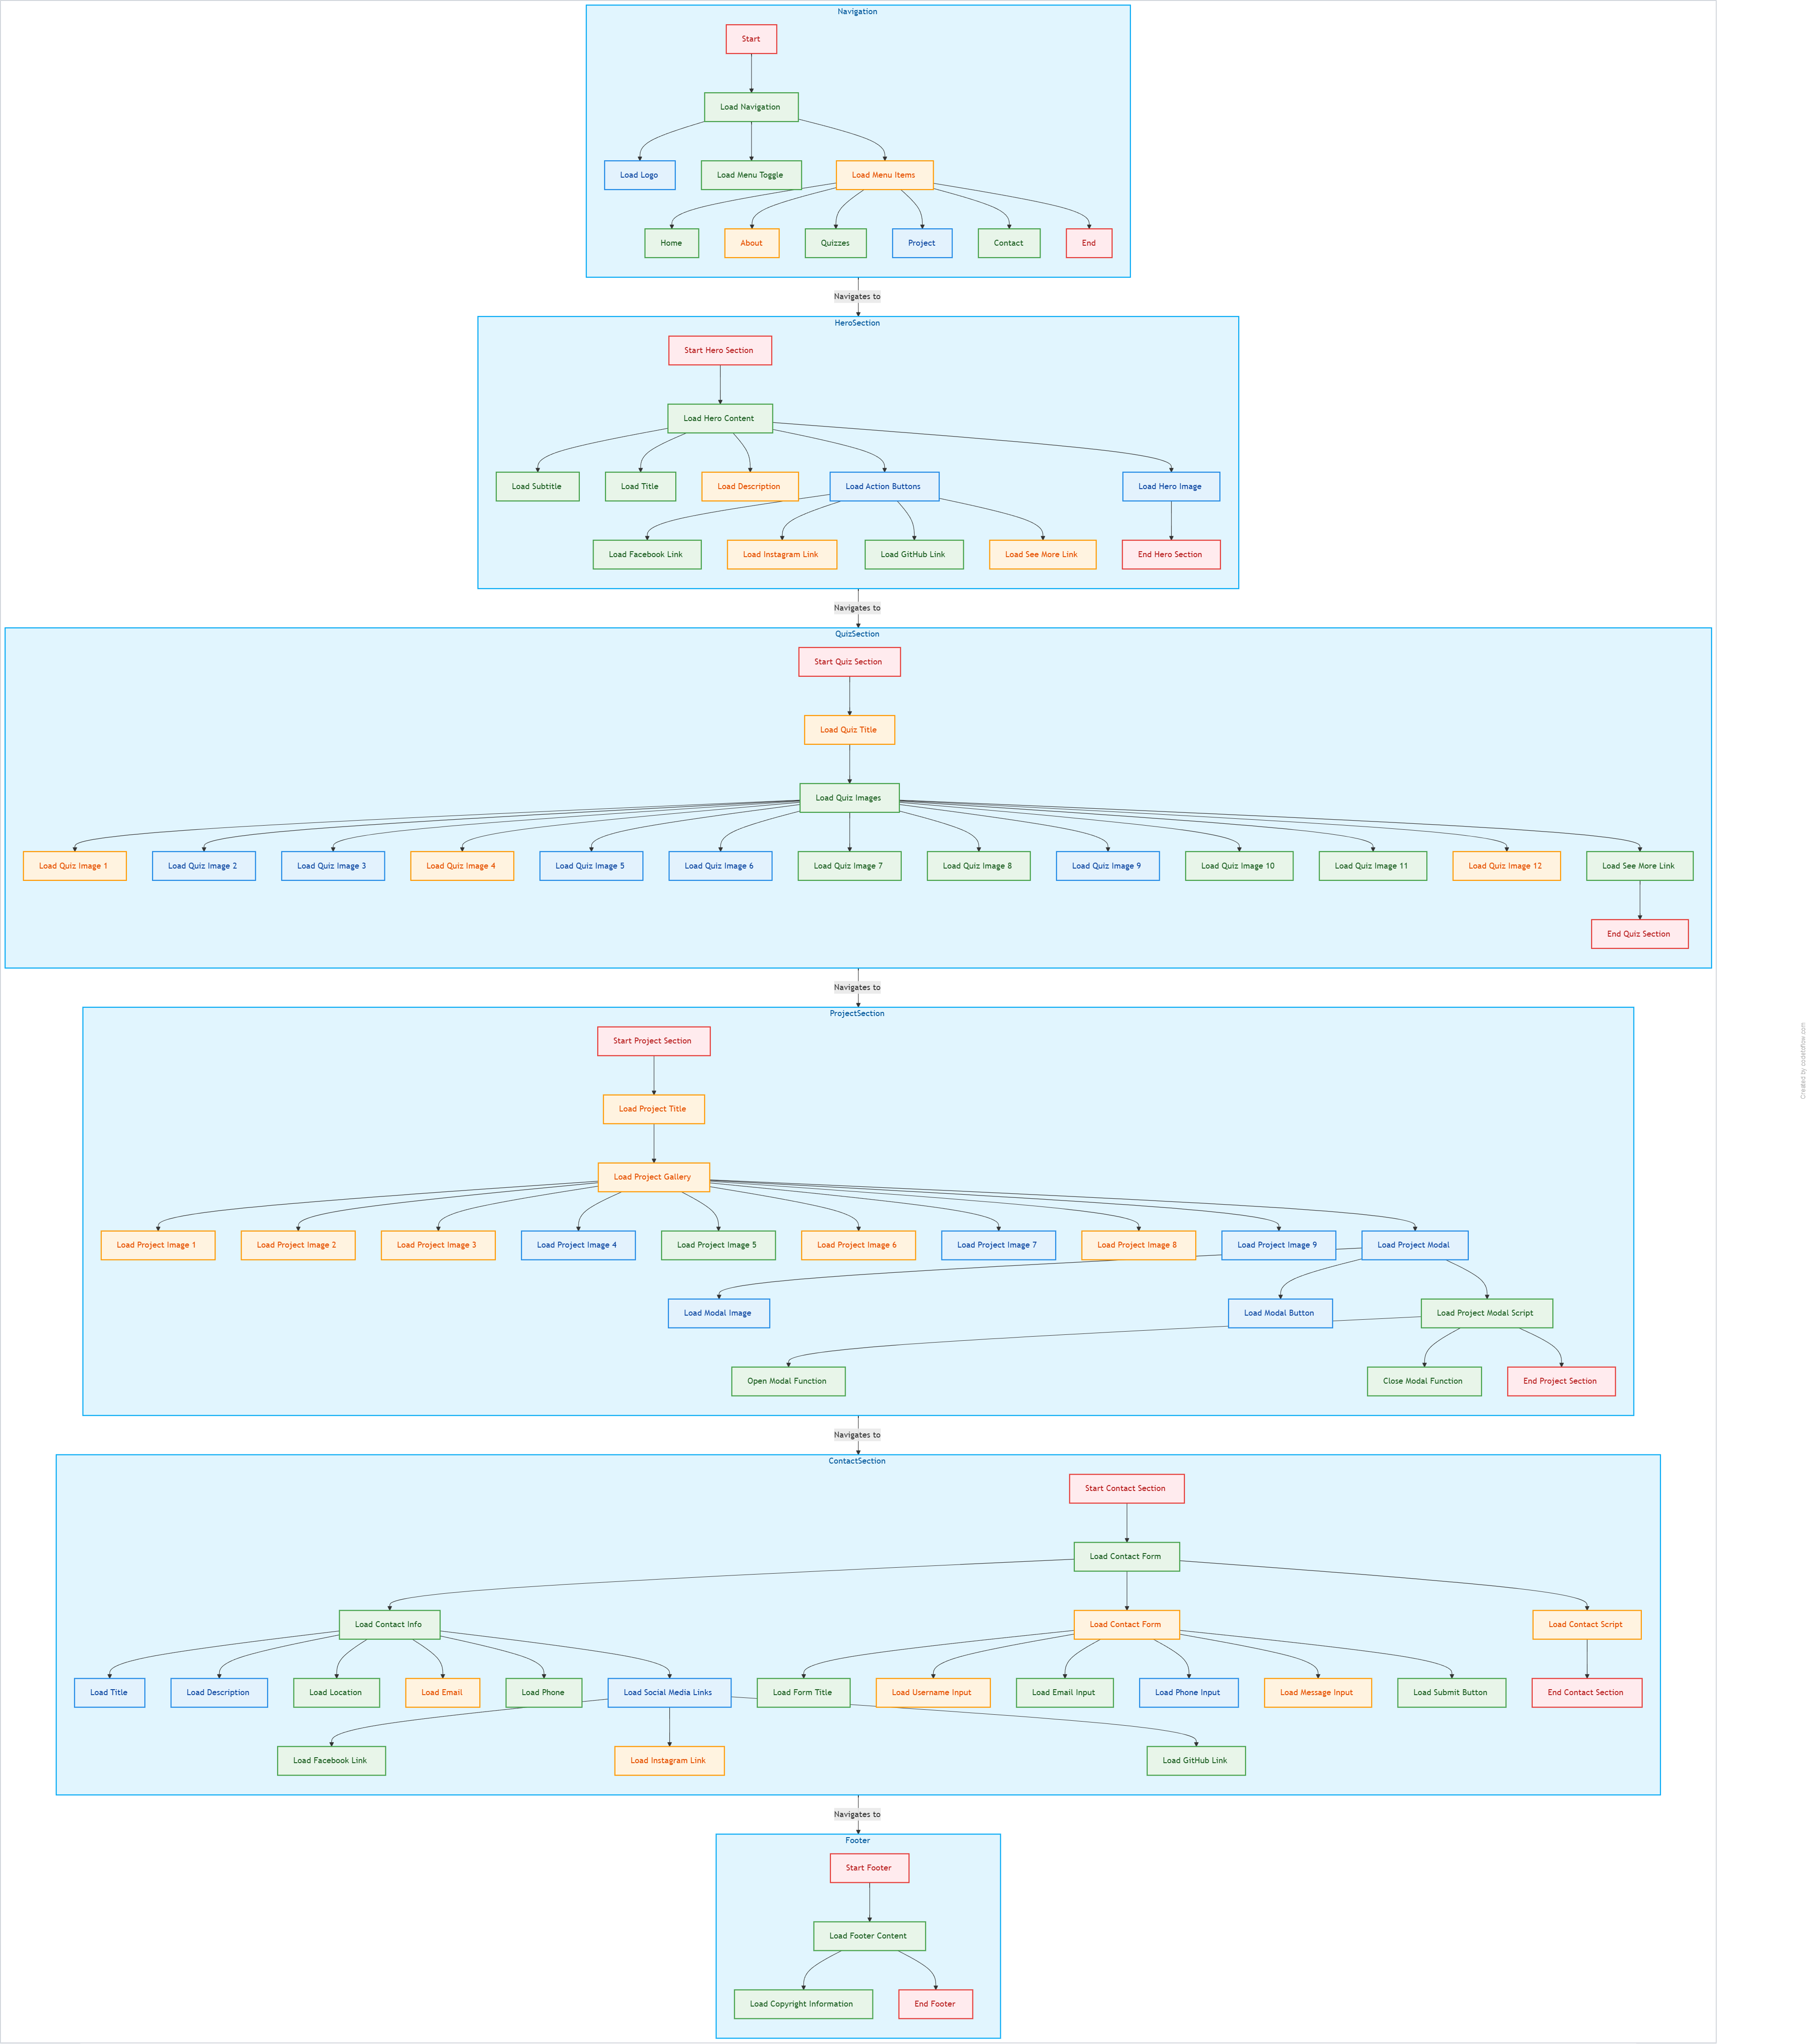 Navigation
Start
Load Navigation
Load Logo
Load Menu Toggle
Load Menu Items
Home
About
Quizzes
Project
Contact
End
Navigates to
HeroSection
Start Hero Section
Load Hero Content
Load Subtitle
Load Title
Load Description
Load Action Buttons
Load Hero Image
Load Facebook Link
Load Instagram Link
Load GitHub Link
Load See More Link
End Hero Section
Navigates to
QuizSection
Start Quiz Section
Load Quiz Title
Load Quiz Images
Load Quiz Image 1
Load Quiz Image 2
Load Quiz Image 3
Load Quiz Image 4
Load Quiz Image 5
Load Quiz Image 6
Load Quiz Image 7
Load Quiz Image 8
Load Quiz Image 9
Load Quiz Image 10
Load Quiz Image 11
Load Quiz Image 12
Load See More Link
End Quiz Section
Navigates to
ProjectSection
Start Project Section
Load Project Title
Load Project Gallery
Load Project Image 1
Load Project Image 2
Load Project Image 3
Load Project Image 4
Load Project Image 5
Load Project Image 6
Load Project Image 7
Load Project Image 8
Load Project Image 9
Load Project Modal
Load Modal Image
Load Modal Button
Load Project Modal Script
Open Modal Function
Close Modal Function
End Project Section
Navigates to
ContactSection
Start Contact Section
Load Contact Form
Load Contact Info
Load Contact Form
Load Contact Script
Load Title
Load Description
Load Location
Load Email
Load Phone
Load Social Media Links
Load Form Title
Load Username Input
Load Email Input
Load Phone Input
Load Message Input
Load Submit Button
End Contact Section
Load Facebook Link
Load Instagram Link
Load GitHub Link
Navigates to
Footer
Start Footer
Load Footer Content
Load Copyright Information
End Footer
Created by codetoflow.com